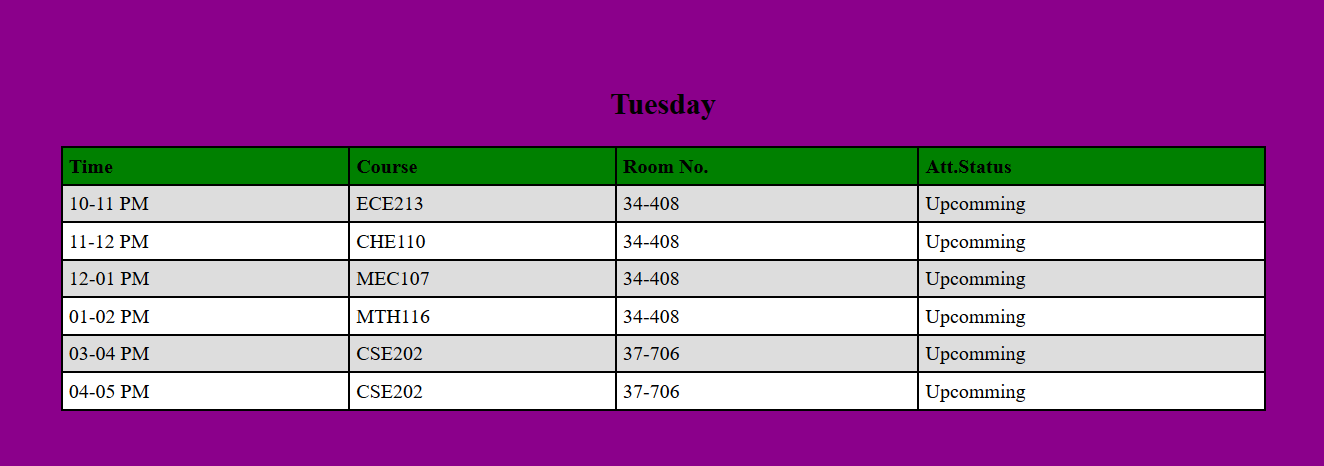 Tuesday
Time Course Room No. Att.Status
10-11 PM ECE213 34-408 Upcomming
11-12 PM CHE110 34-408 Upcomming
12-01 PM MEC107 34-408 Upcomming
01-02 PM MTH116 34-408 Upcomming
03-04 PM CSE202 37-706 Upcomming
04-05 PM CSE202 37-706 Upcomming